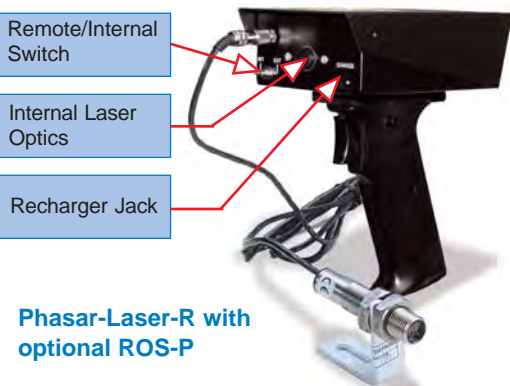 Remote/Internal
Switch
Internal Laser
Optics
Recharger Jack
CHARGE
Phasar-Laser-R with
optional ROS-P